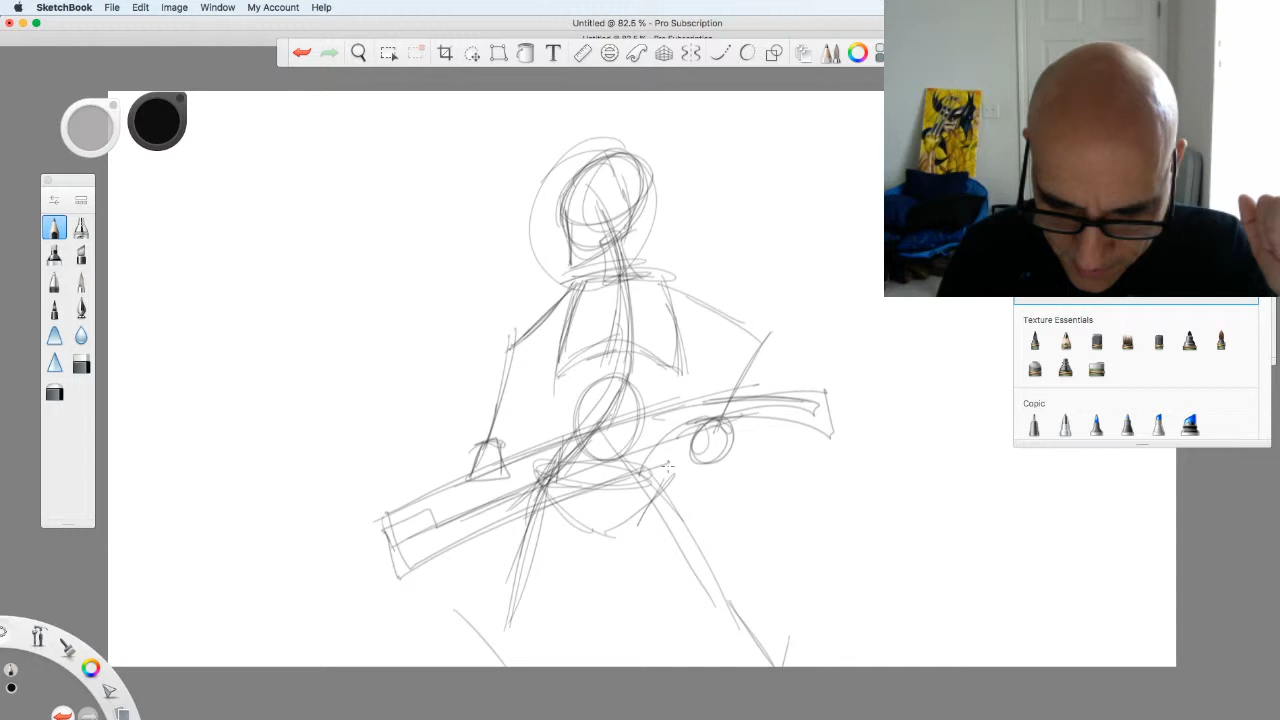 SketchBook File Edit Image Window My Account Help
Untitled @ 82.5 % - Pro Subscription
Texture Essentials
Copic